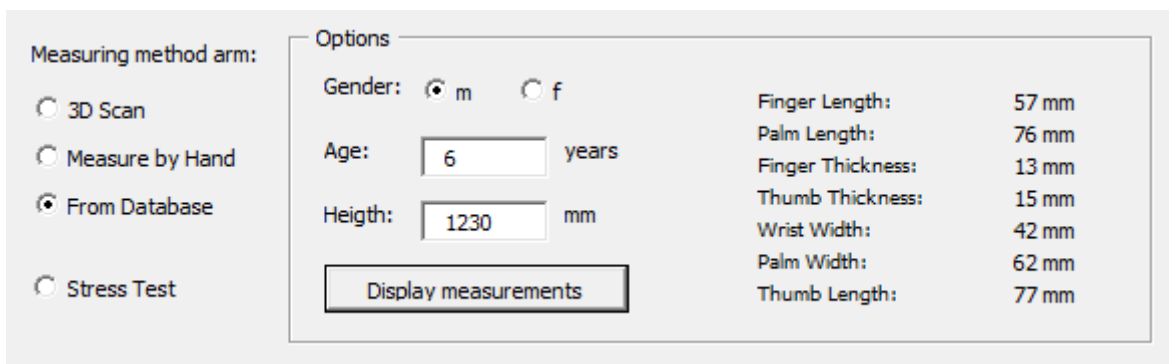 Measuring method arm:
3D Scan
Measure by Hand
From Database
Stress Test
Options
Gender: m f
Age: 6 years
Heigth: 1230 mm
Display measurements
Finger Length: 57 mm
Palm Length: 76 mm
Finger Thickness: 13 mm
Thumb Thickness: 15 mm
Wrist Width: 42 mm
Palm Width: 62 mm
Thumb Length: 77 mm